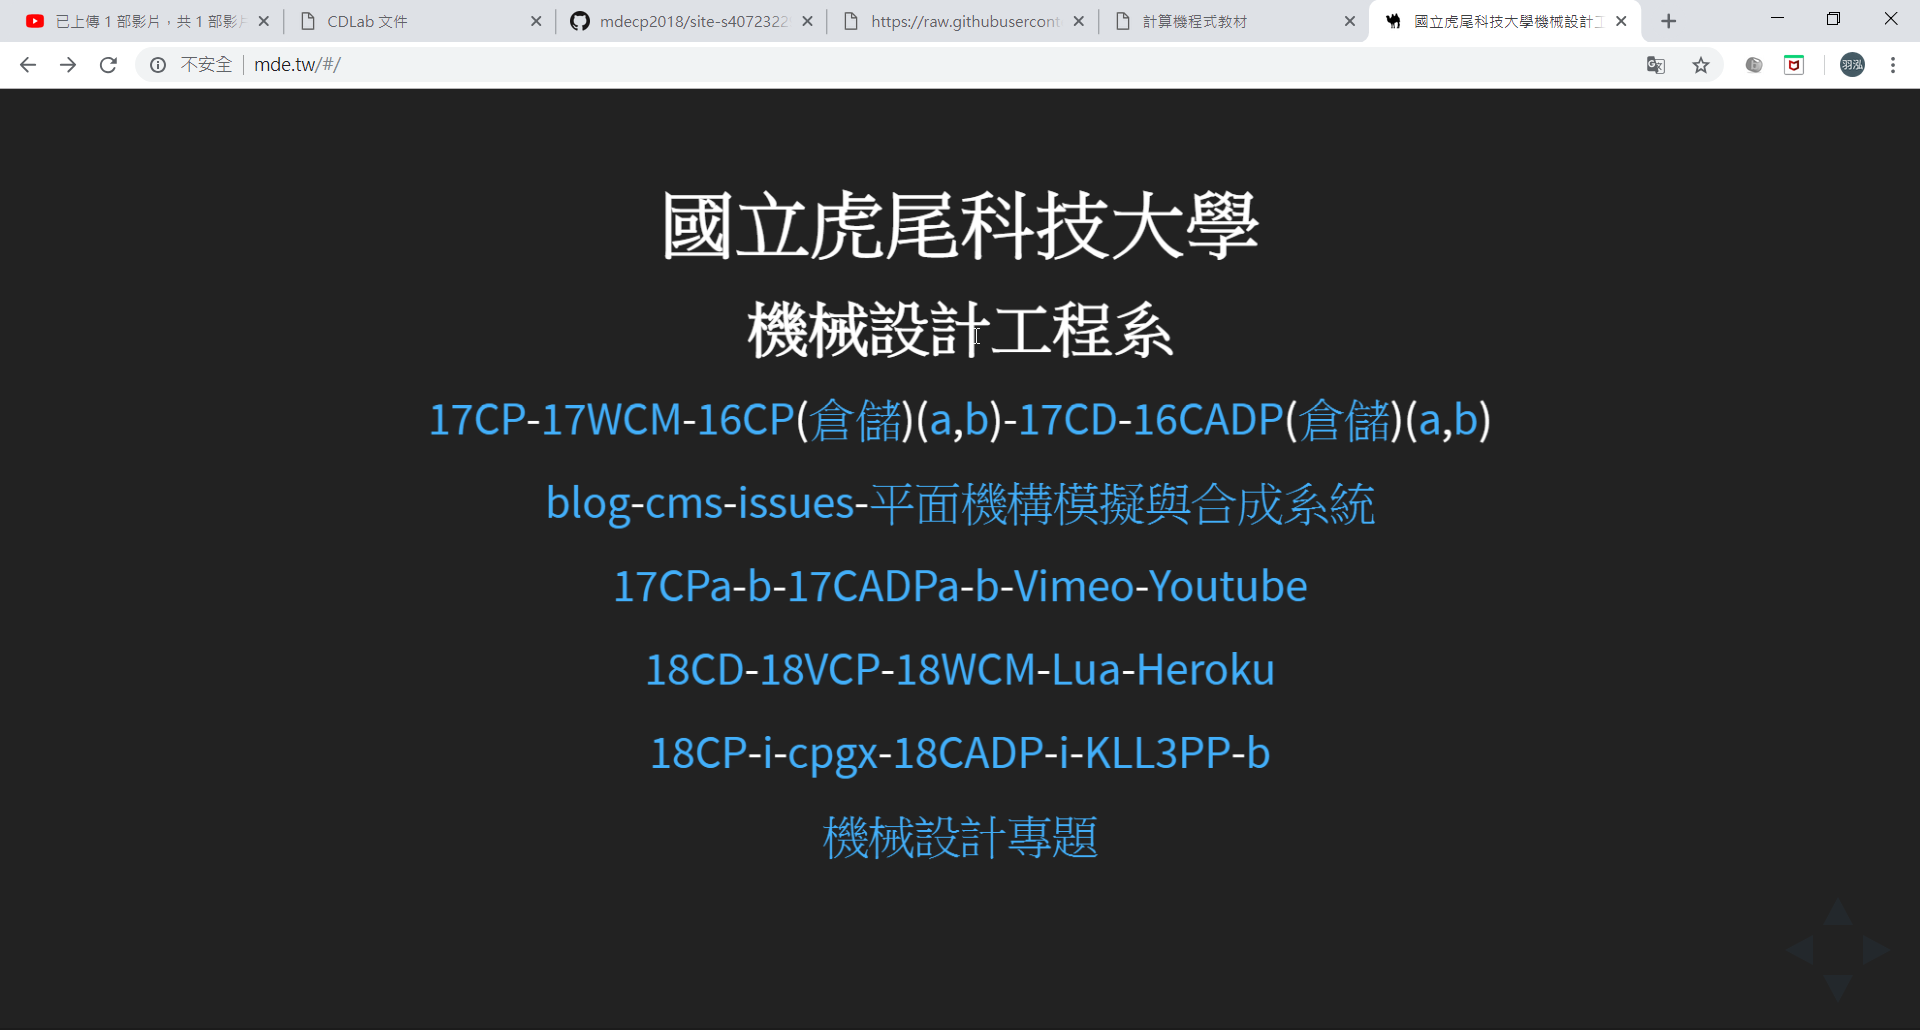 已上傳 1 部影片，共 1 部影片
CDLab 文件
mdecp2018/site-s4072322
https://raw.githubusercont
計算機程式教材
國立虎尾科技大學機械設計工
不安全 mde.tw/#/
羽泓
國立虎尾科技大學
機械設計工程系
17CP-17WCM-16CP(倉儲)(a,b)-17CD-16CADP(倉儲)(a,b)
blog-cms-issues-平面機構模擬與合成系統
17CPa-b-17CADPa-b-Vimeo-Youtube
18CD-18VCP-18WCM-Lua-Heroku
18CP-i-cpgx-18CADP-i-KLL3PP-b
機械設計專題